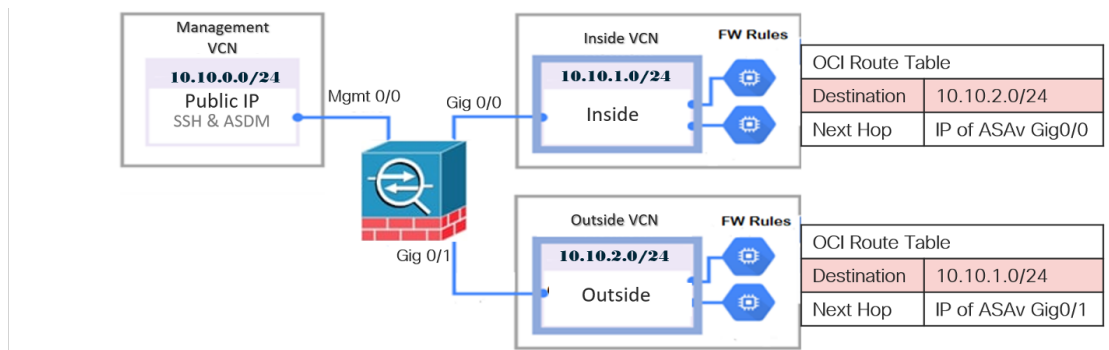 Management
VCN
10.10.0.0/24
Public IP
SSH & ASDM
Mgmt 0/0
Gig 0/0
Gig 0/1
Inside VCN
FW Rules
10.10.1.0/24
Inside
OCI Route Table
Destination 10.10.2.0/24
Next Hop IP of ASAv Gig0/0
Outside VCN
FW Rules
10.10.2.0/24
Outside
OCI Route Table
Destination 10.10.1.0/24
Next Hop IP of ASAv Gig0/1